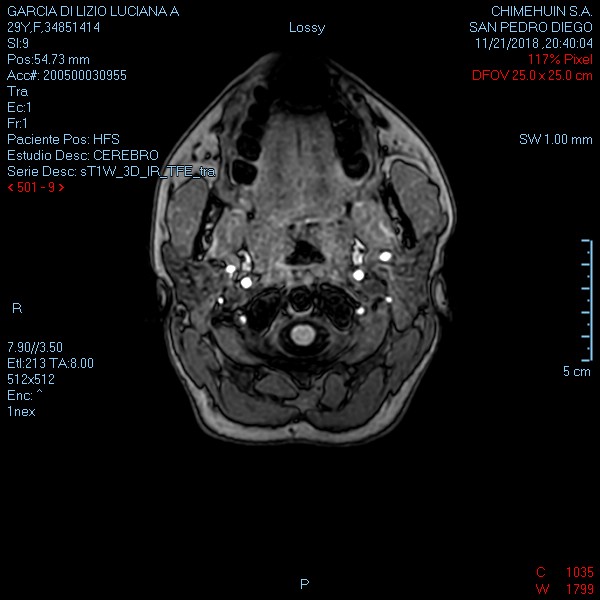 GARCIA DI LIZIO LUCIANA A
29Y,F,34851414
Sl:9
Pos:54.73 mm
Acc#: 200500030955
Tra
Ec:1
Fr:1
Paciente Pos: HFS
Estudio Desc: CEREBRO
Serie Desc: sT1W_3D_IR_TFE_tra
< 501 - 9 >
Lossy
CHIMEHUIN S.A.
SAN PEDRO DIEGO
11/21/2018 ,20:40:04
117% Pixel
DFOV 25.0 x 25.0 cm
SW 1.00 mm
R
5 cm
7.90//3.50
Etl:213 TA:8.00
512x512
Enc: ^
1nex
P
C 1035
W 1799